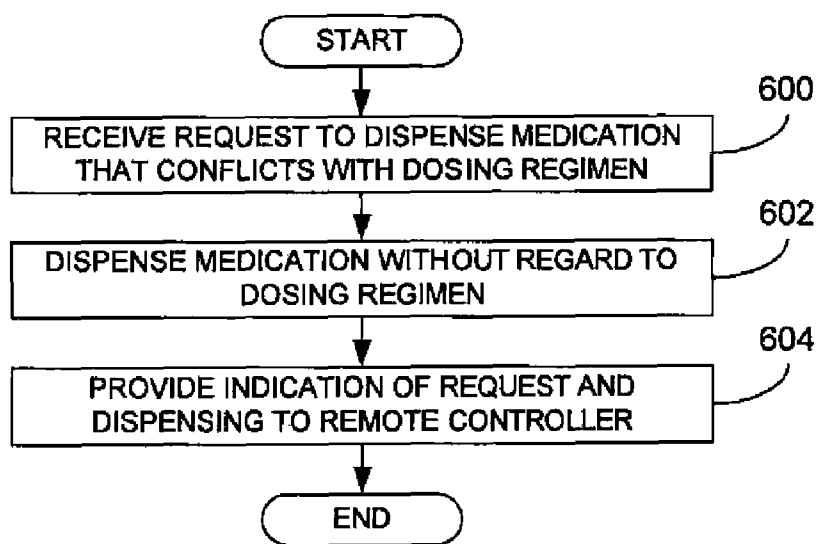 START
600
RECEIVE REQUEST TO DISPENSE MEDICATION
THAT CONFLICTS WITH DOSING REGIMEN
602
DISPENSE MEDICATION WITHOUT REGARD TO
DOSING REGIMEN
604
PROVIDE INDICATION OF REQUEST AND
DISPENSING TO REMOTE CONTROLLER
END